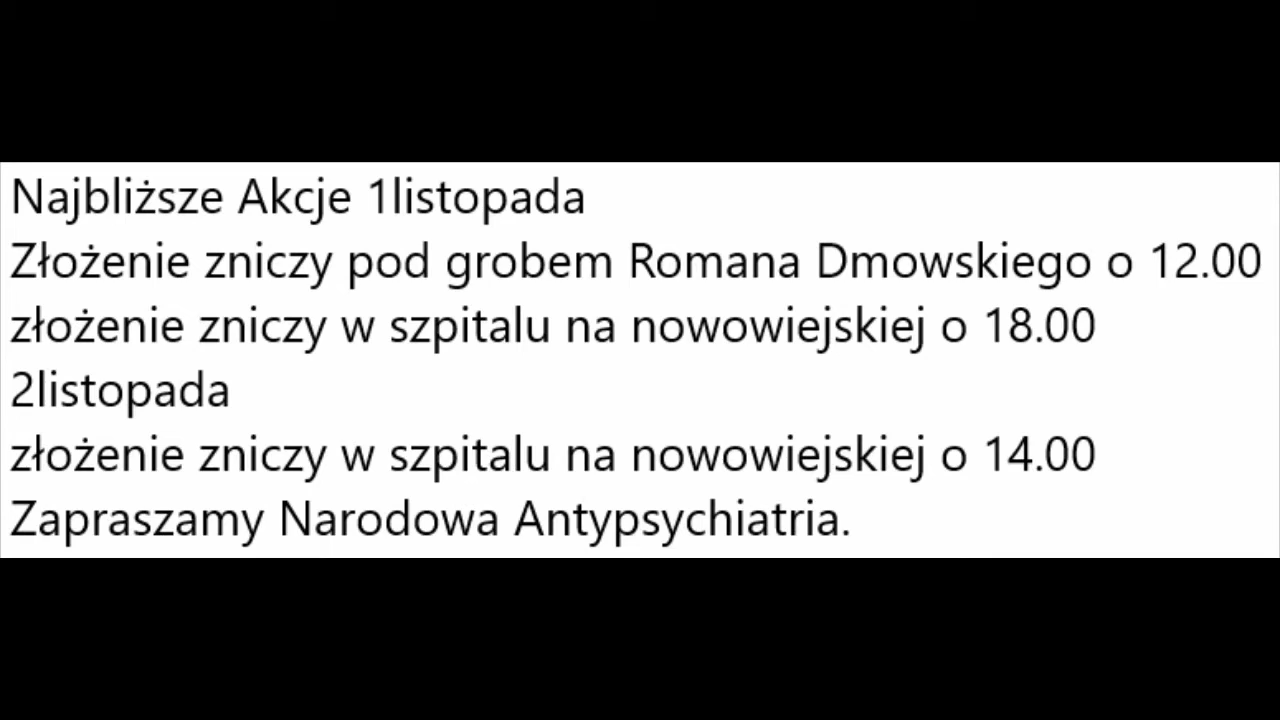 Najbliższe Akcje 1listopada
Złożenie zniczy pod grobem Romana Dmowskiego o 12.00
złożenie zniczy w szpitalu na nowowiejskiej o 18.00
2listopada
złożenie zniczy w szpitalu na nowowiejskiej o 14.00
Zapraszamy Narodowa Antypsychiatria.